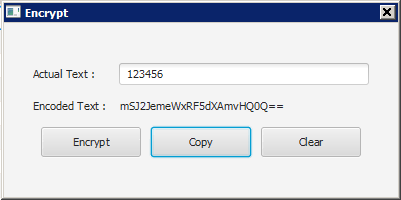 Encrypt
Actual Text : 123456
Encoded Text : mSJ2JemeWxRF5dXAmvHQ0Q==
Encrypt Copy Clear